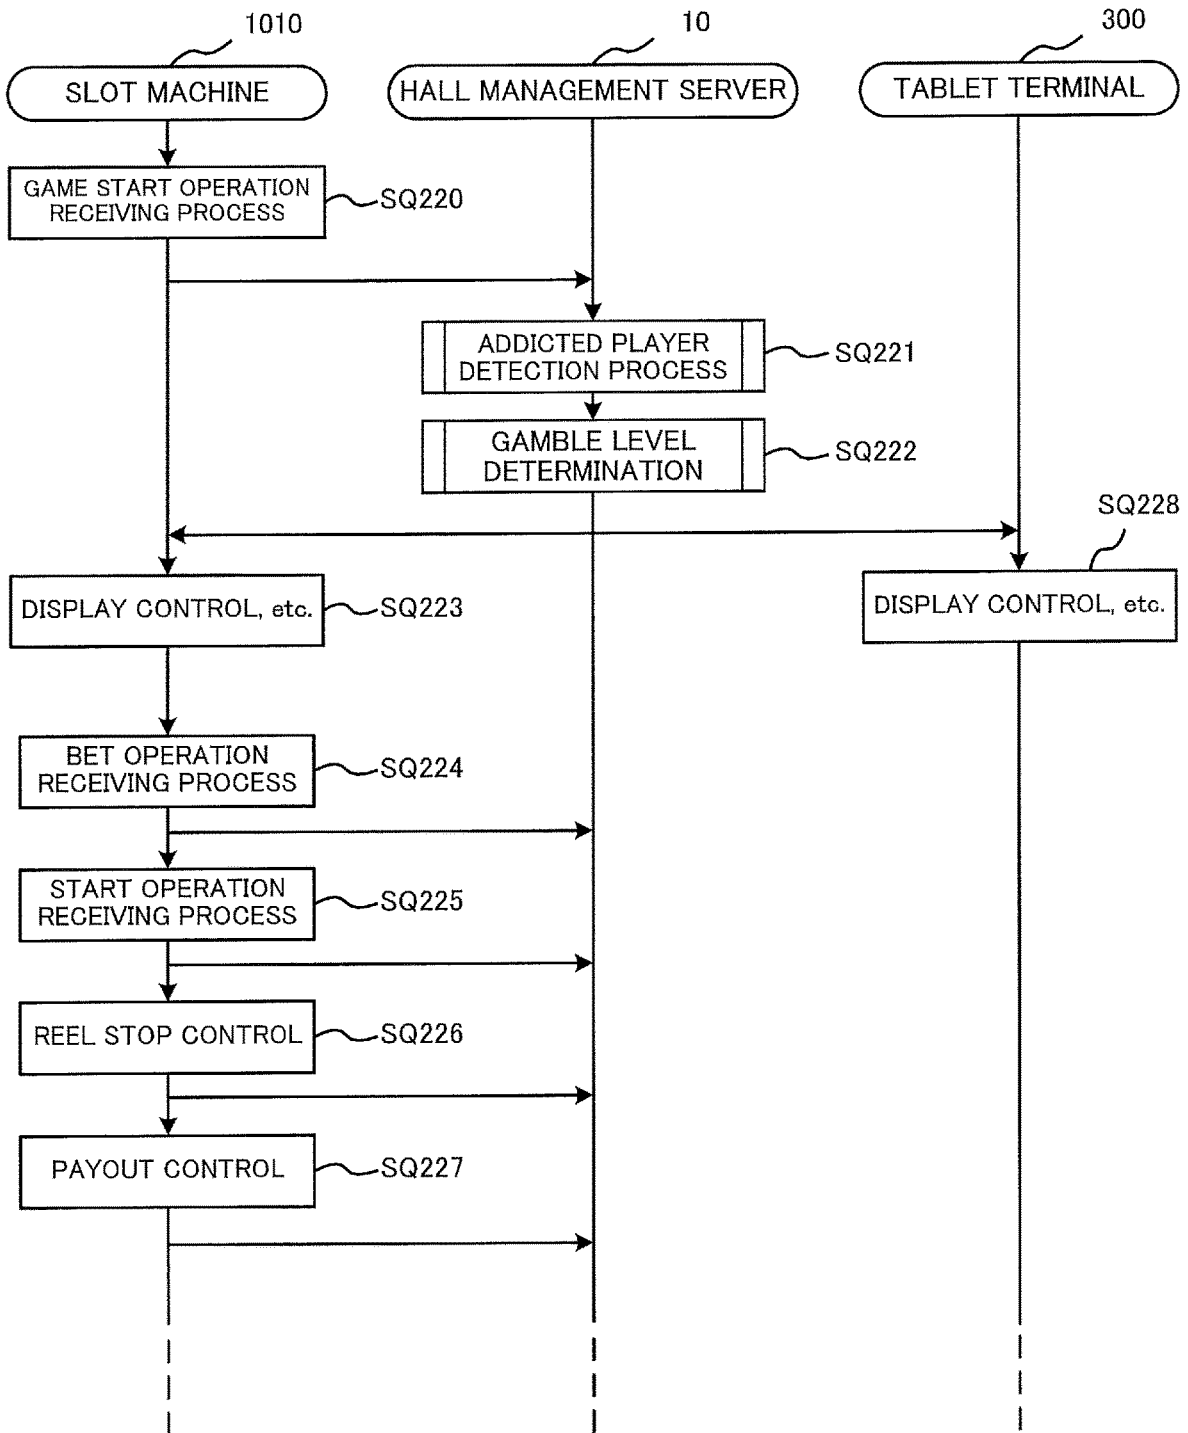 1010
10
300
SLOT MACHINE
HALL MANAGEMENT SERVER
TABLET TERMINAL
GAME START OPERATION
RECEIVING PROCESS
SQ220
ADDICTED PLAYER
DETECTION PROCESS
SQ221
GAMBLE LEVEL
DETERMINATION
SQ222
SQ228
DISPLAY CONTROL, etc.
SQ223
DISPLAY CONTROL, etc.
BET OPERATION
RECEIVING PROCESS
SQ224
START OPERATION
RECEIVING PROCESS
SQ225
REEL STOP CONTROL
SQ226
PAYOUT CONTROL
SQ227